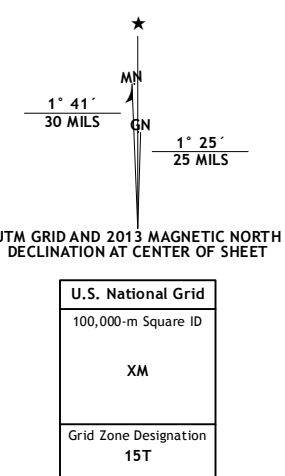 ★
MN
1° 41´
30 MILS
GN
1° 25´
25 MILS
UTM GRID AND 2013 MAGNETIC NORTH
DECLINATION AT CENTER OF SHEET
U.S. National Grid
100,000-m Square ID
XM
Grid Zone Designation
15T